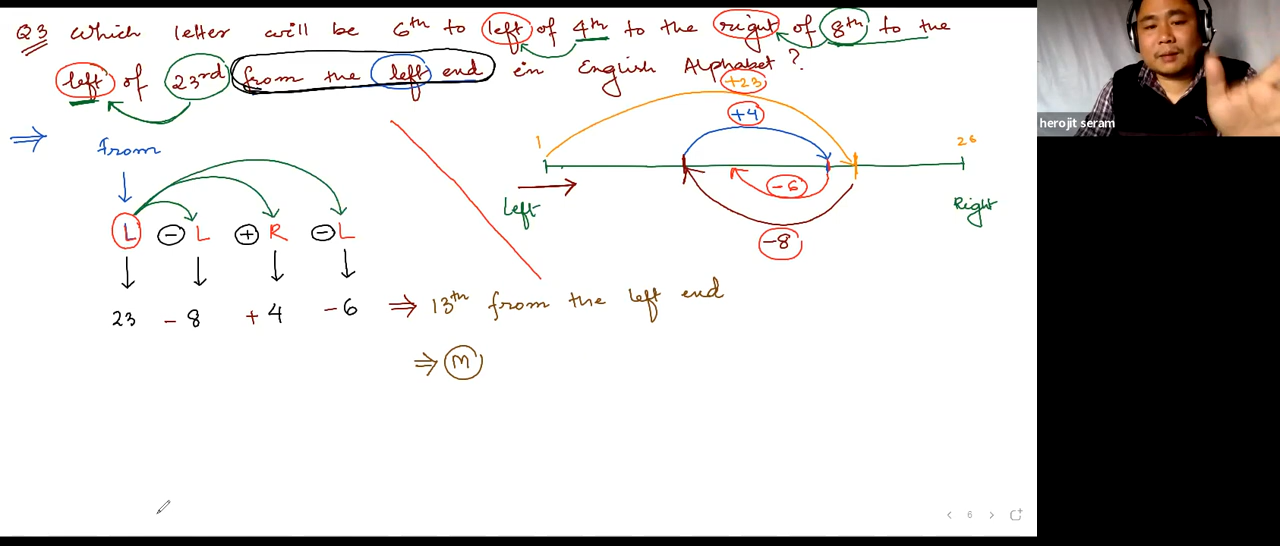 Q3 Which letter will be 6th to left of 4th to the right of 8th to the
left of 23rd from the left end in English Alphabet?
+23
+4
1
26
-6
Left
Right
-8
from
L - L + R - L
23 - 8 + 4 - 6 ⇒ 13th from the left end
⇒ M
herojit seram
6